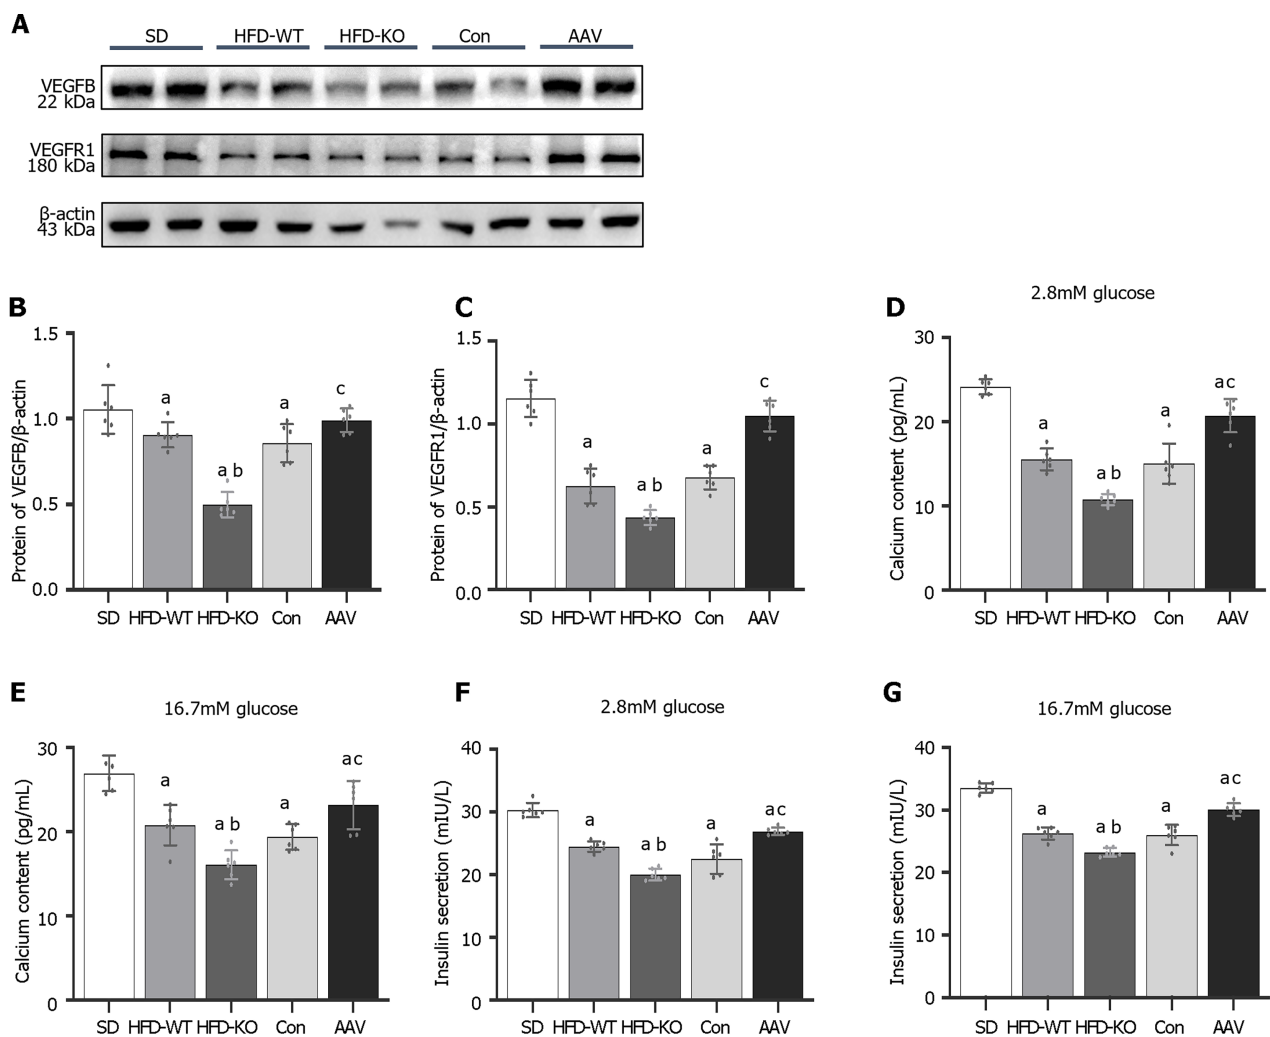 A
SD HFD-WT HFD-KO Con AAV
VEGFB
22 kDa
VEGFR1
180 kDa
β-actin
43 kDa
B
Protein of VEGFB/β-actin
1.5
1.0
0.5
0.0
a
a b
a
c
SD HFD-WT HFD-KO Con AAV
C
Protein of VEGFR1/β-actin
1.5
1.0
0.5
0.0
a
a b
a
c
SD HFD-WT HFD-KO Con AAV
D
2.8mM glucose
Calcium content (pg/mL)
30
20
10
0
a
a b
a
ac
SD HFD-WT HFD-KO Con AAV
E
16.7mM glucose
Calcium content (pg/mL)
30
20
10
0
a
a b
a
ac
SD HFD-WT HFD-KO Con AAV
F
2.8mM glucose
Insulin secretion (mIU/L)
40
30
20
10
0
a
a b
a
ac
SD HFD-WT HFD-KO Con AAV
G
16.7mM glucose
Insulin secretion (mIU/L)
40
30
20
10
0
a
a b
a
ac
SD HFD-WT HFD-KO Con AAV